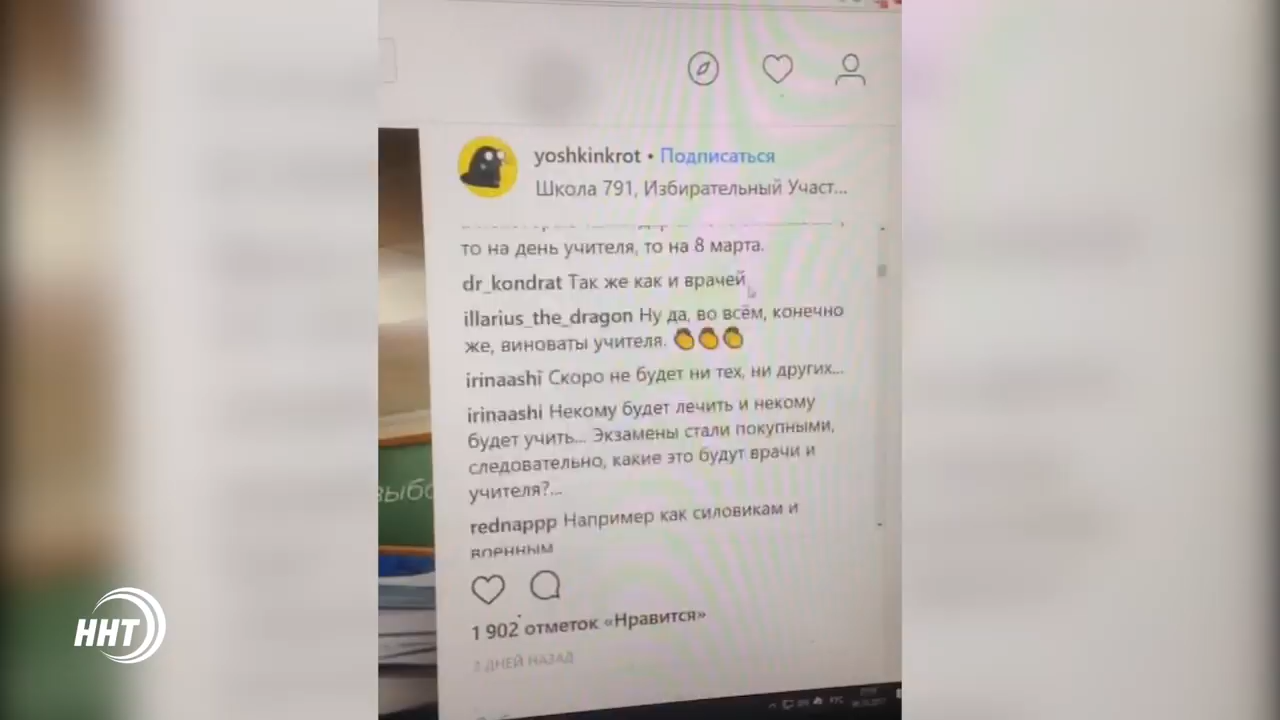 yoshkinkrot • Подписаться
Школа 791, Избирательный Участ...
то на день учителя, то на 8 марта.
dr_kondrat Так же как и врачей
illarius_the_dragon Ну да, во всём, конечно
же, виноваты учителя. 👏👏👏
irinaashi Скоро не будет ни тех, ни других...
irinaashi Некому будет лечить и некому
будет учить... Экзамены стали покупными,
следовательно, какие это будут врачи и
учителя?...
rednappp Например как силовикам и
военным
выбо
1 902 отметок «Нравится»
ДНЕЙ НАЗАД
ННТ
РУС